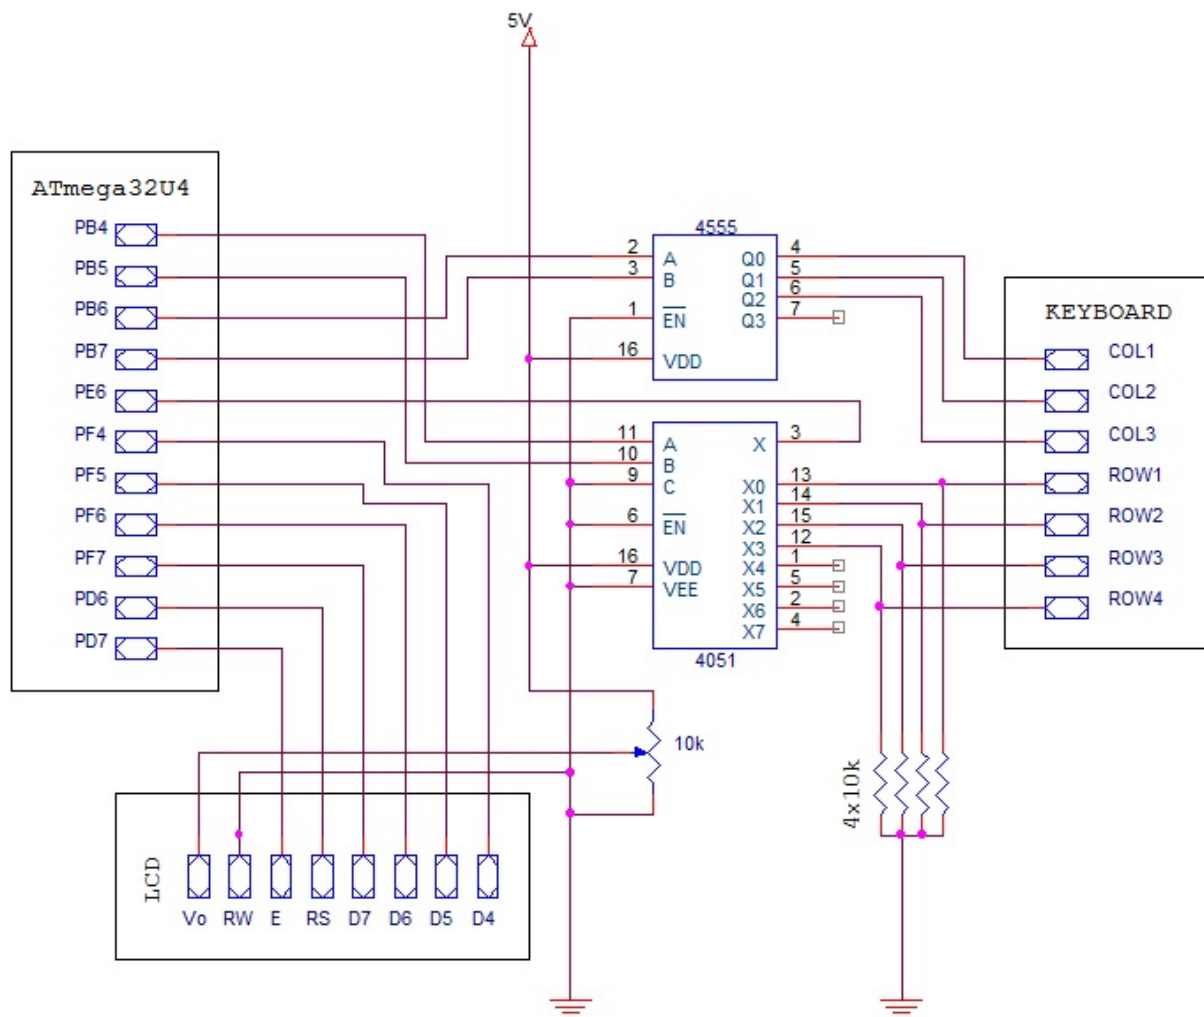 5V
ATmega32U4
PB4
PB5
PB6
PB7
PE6
PF4
PF5
PF6
PF7
PD6
PD7
4555
2 A Q0 4
3 B Q1 5
Q2 6
1 EN Q3 7
16 VDD
KEYBOARD
COL1
COL2
COL3
ROW1
ROW2
ROW3
ROW4
11 A X 3
10 B
9 C X0 13
X1 14
6 EN X2 15
X3 12
16 VDD X4 1
7 VEE X5 5
X6 2
X7 4
4051
10k
4x10k
LCD
Vo RW E RS D7 D6 D5 D4